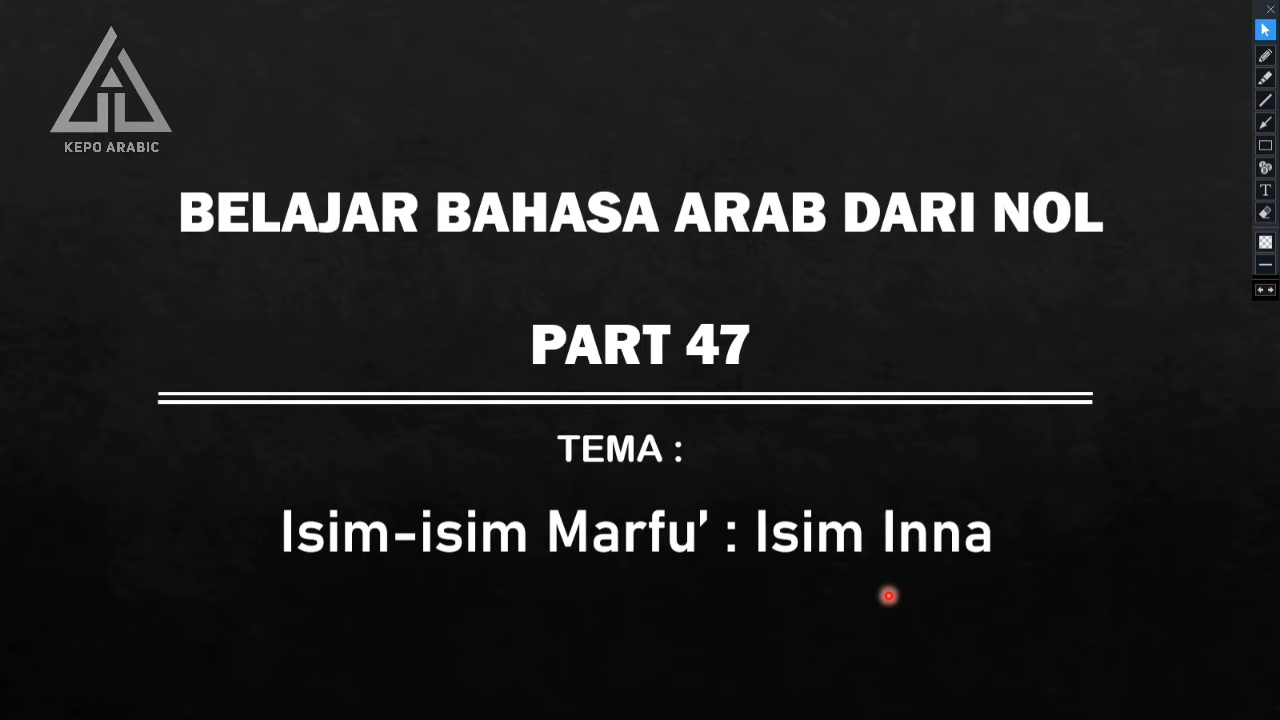 KEPO ARABIC
BELAJAR BAHASA ARAB DARI NOL
PART 47
TEMA :
Isim-isim Marfu' : Isim Inna